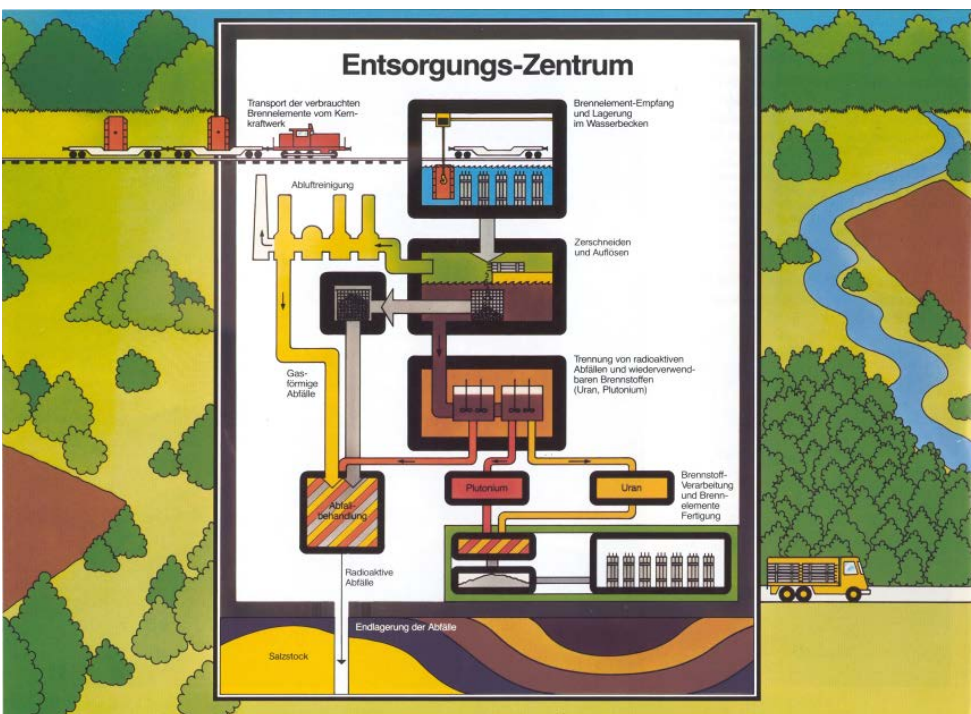 Entsorgungs-Zentrum
Transport der verbrauchten
Brennelemente vom Kern-
kraftwerk
Brennelement-Empfang
und Lagerung
im Wasserbecken
Abluftreinigung
Zerschneiden
und Auflösen
Trennung von radioaktiven
Abfällen und wiederverwend-
baren Brennstoffen
(Uran, Plutonium)
Gas-
förmige
Abfälle
Plutonium
Uran
Brennstoff-
Verarbeitung
und Brenn-
elemente
Fertigung
Abfall-
behandlung
Radioaktive
Abfälle
Endlagerung der Abfälle
Salzstock